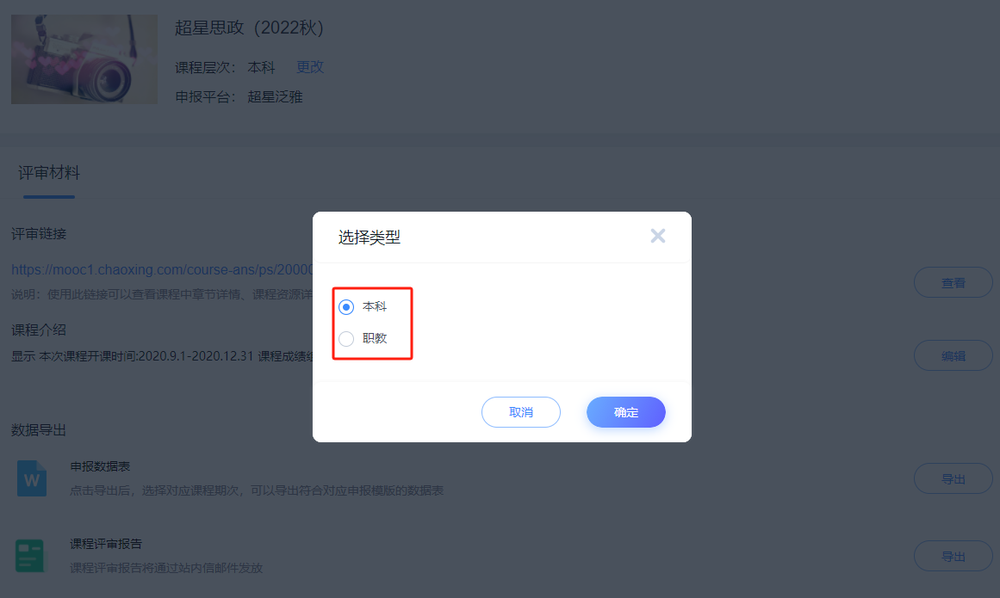 超星思政（2022秋）
课程层次： 本科 更改
申报平台： 超星泛雅
评审材料
评审链接
https://mooc1.chaoxing.com/course-ans/ps/20000
说明：使用此链接可以查看课程中章节详情、课程资源详
查看
课程介绍
显示 本次课程开课时间:2020.9.1-2020.12.31 课程成绩
编辑
选择类型
本科
职教
取消
确定
数据导出
W
申报数据表
点击导出后，选择对应课程期次，可以导出符合对应申报模版的数据表
导出
课程评审报告
课程评审报告将通过站内信邮件发放
导出